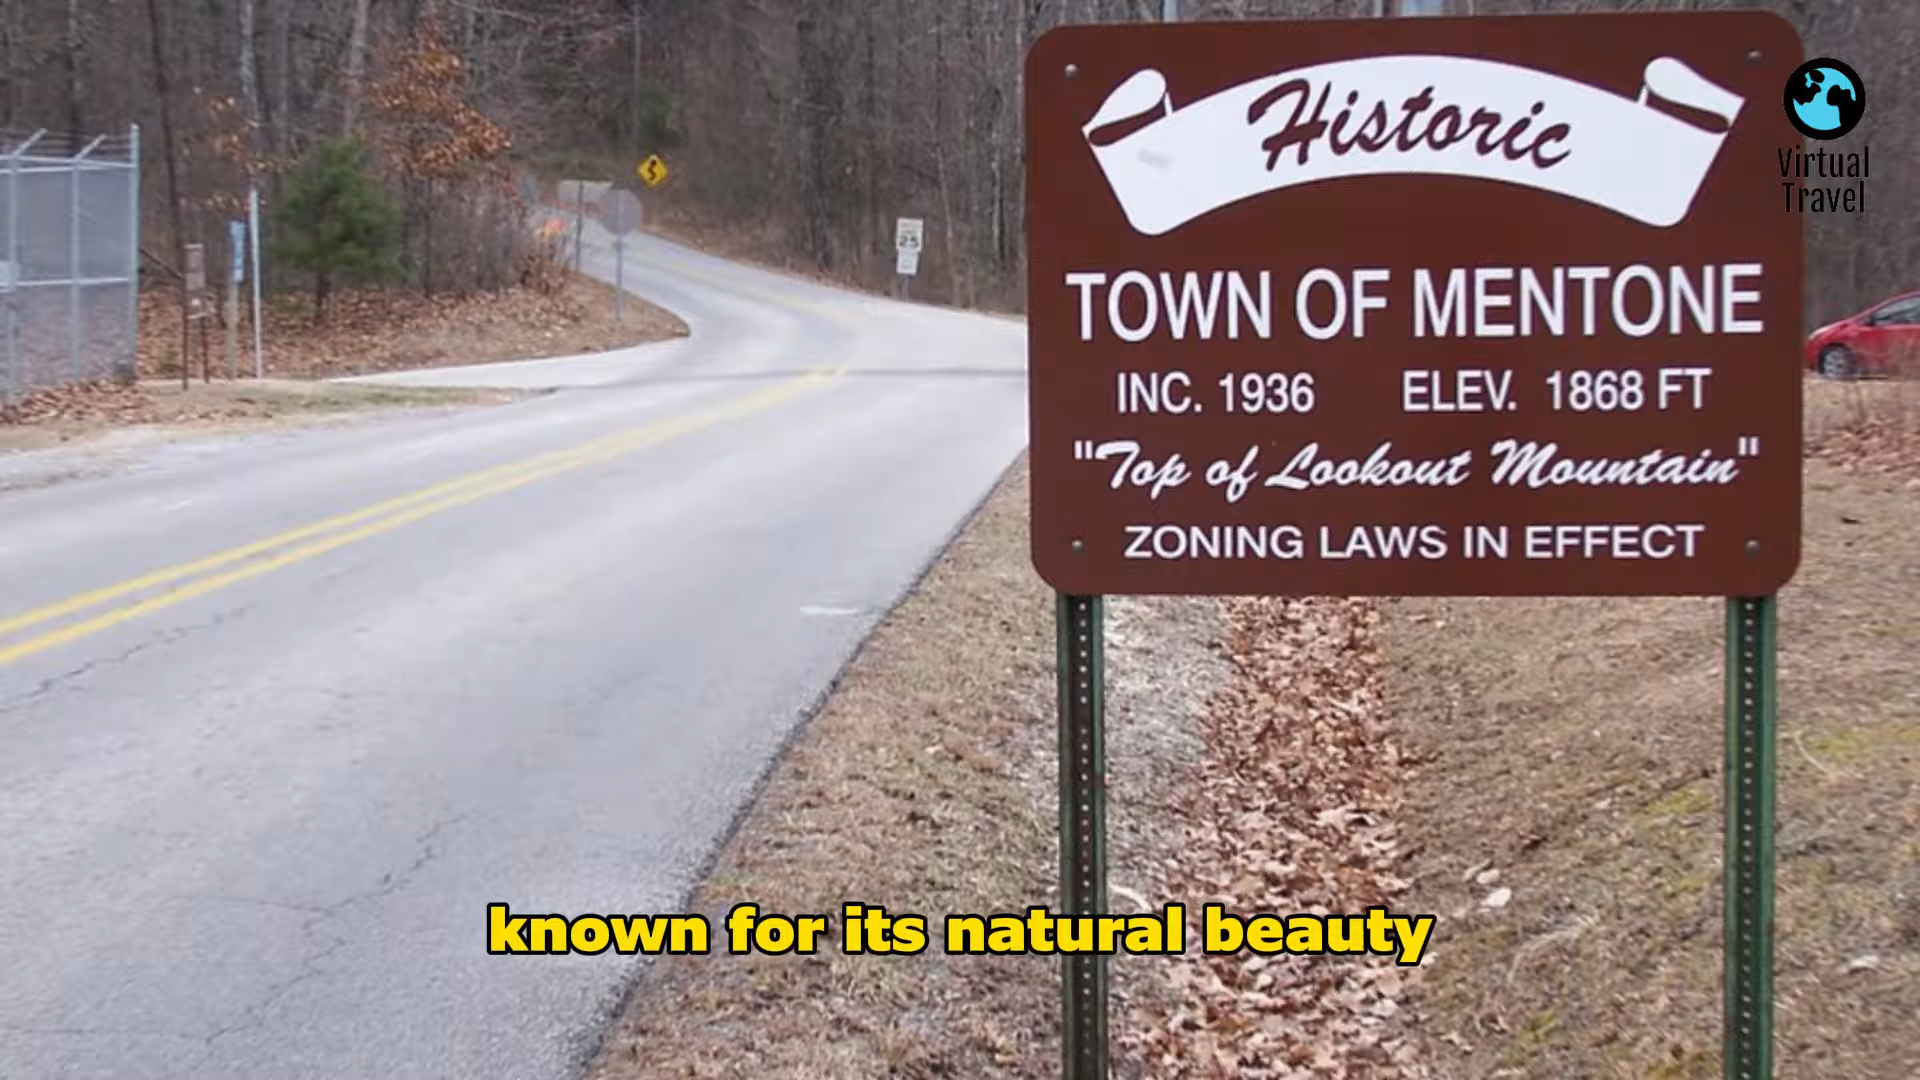 Historic
TOWN OF MENTONE
INC. 1936 ELEV. 1868 FT
"Top of Lookout Mountain"
ZONING LAWS IN EFFECT
Virtual
Travel
25
known for its natural beauty